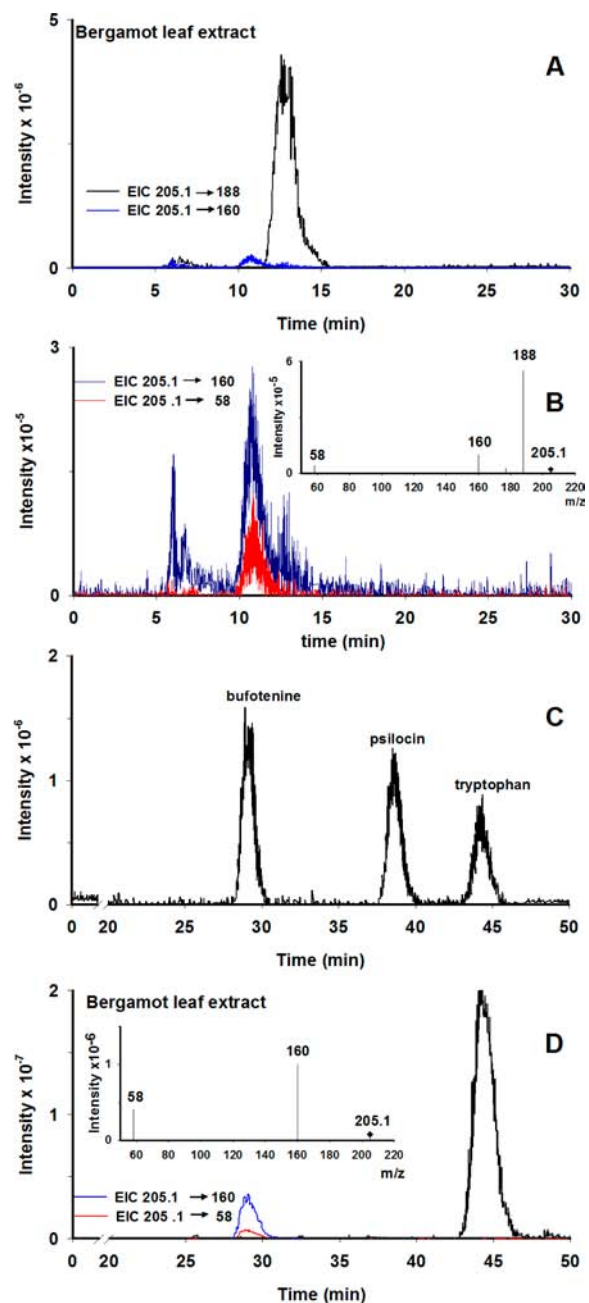 5
Bergamot leaf extract
A
Intensity x 10⁻⁶
EIC 205.1 → 188
EIC 205.1 → 160
0
0 5 10 15 20 25 30
Time (min)
3
EIC 205.1 → 160
EIC 205 .1 → 58
B
Intensity x10⁻⁵
6
Intensity x10⁻⁵
0
188
58
160
205.1
60 80 100 120 140 160 180 200 220
m/z
0
0 5 10 15 20 25 30
time (min)
2
C
bufotenine
psilocin
tryptophan
Intensity x 10⁻⁶
1
0
0 20 25 30 35 40 45 50
Time (min)
2
Bergamot leaf extract
D
Intensity x 10⁻⁷
1
Intensity x10⁻⁶
1
0
160
58
205.1
60 80 100 120 140 160 180 200 220
m/z
EIC 205.1 → 160
EIC 205 .1 → 58
0
0 20 25 30 35 40 45 50
Time (min)